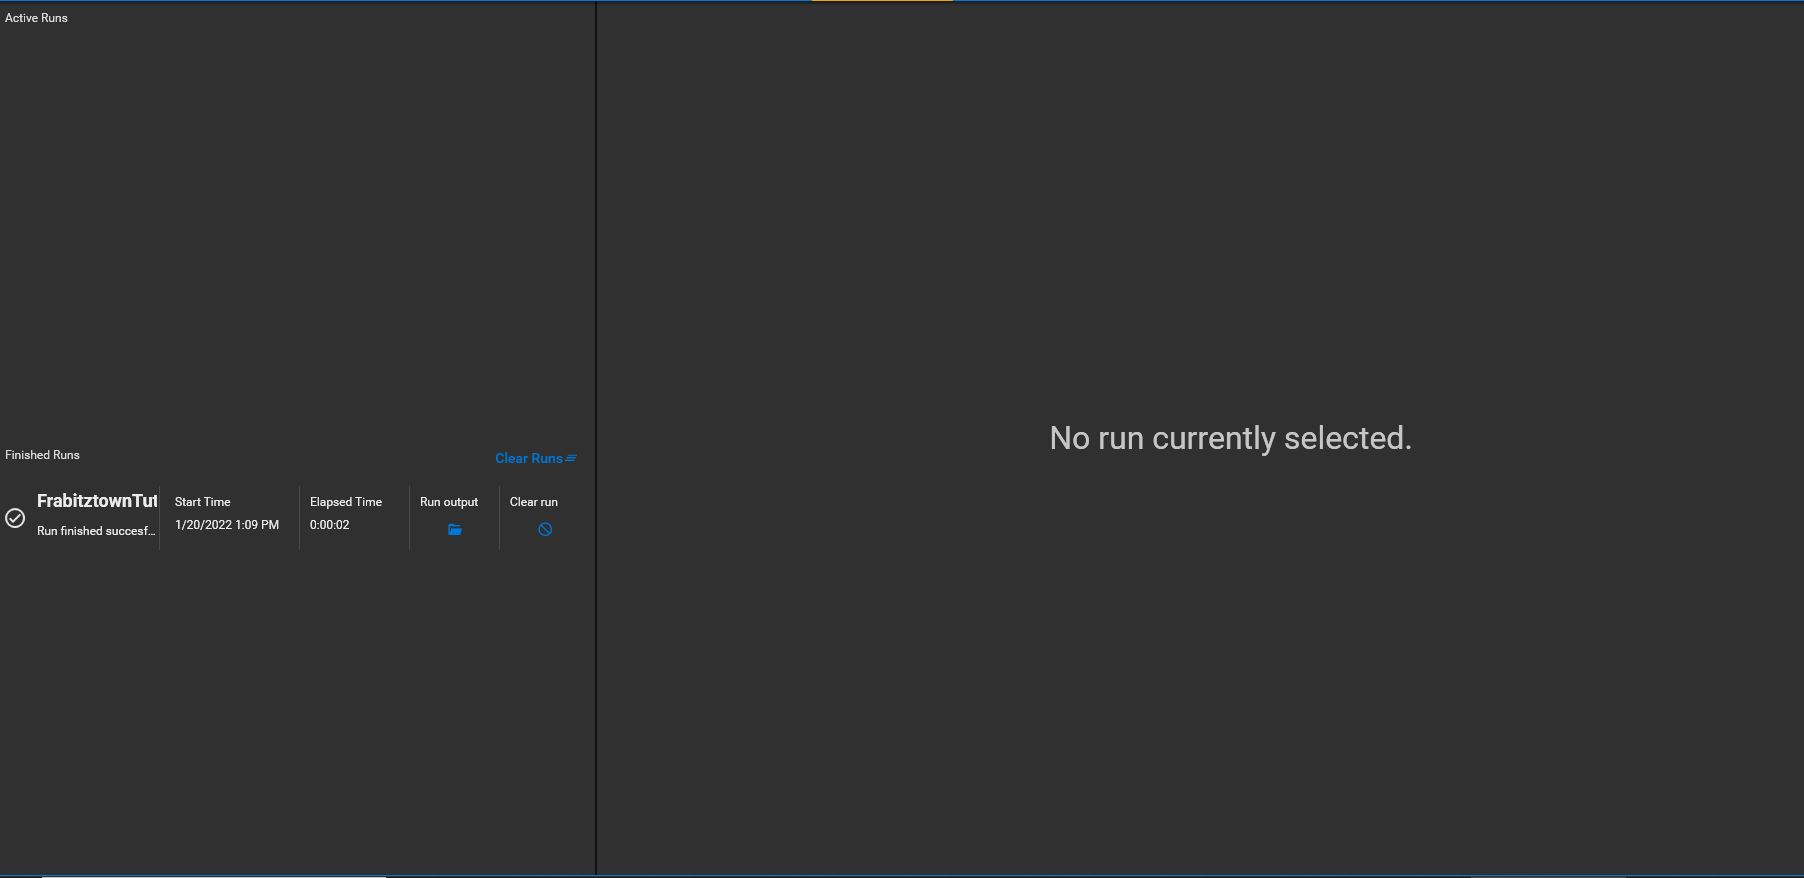 Active Runs
No run currently selected.
Finished Runs
Clear Runs
FrabitztownTut
Run finished succesf...
Start Time
1/20/2022 1:09 PM
Elapsed Time
0:00:02
Run output
Clear run